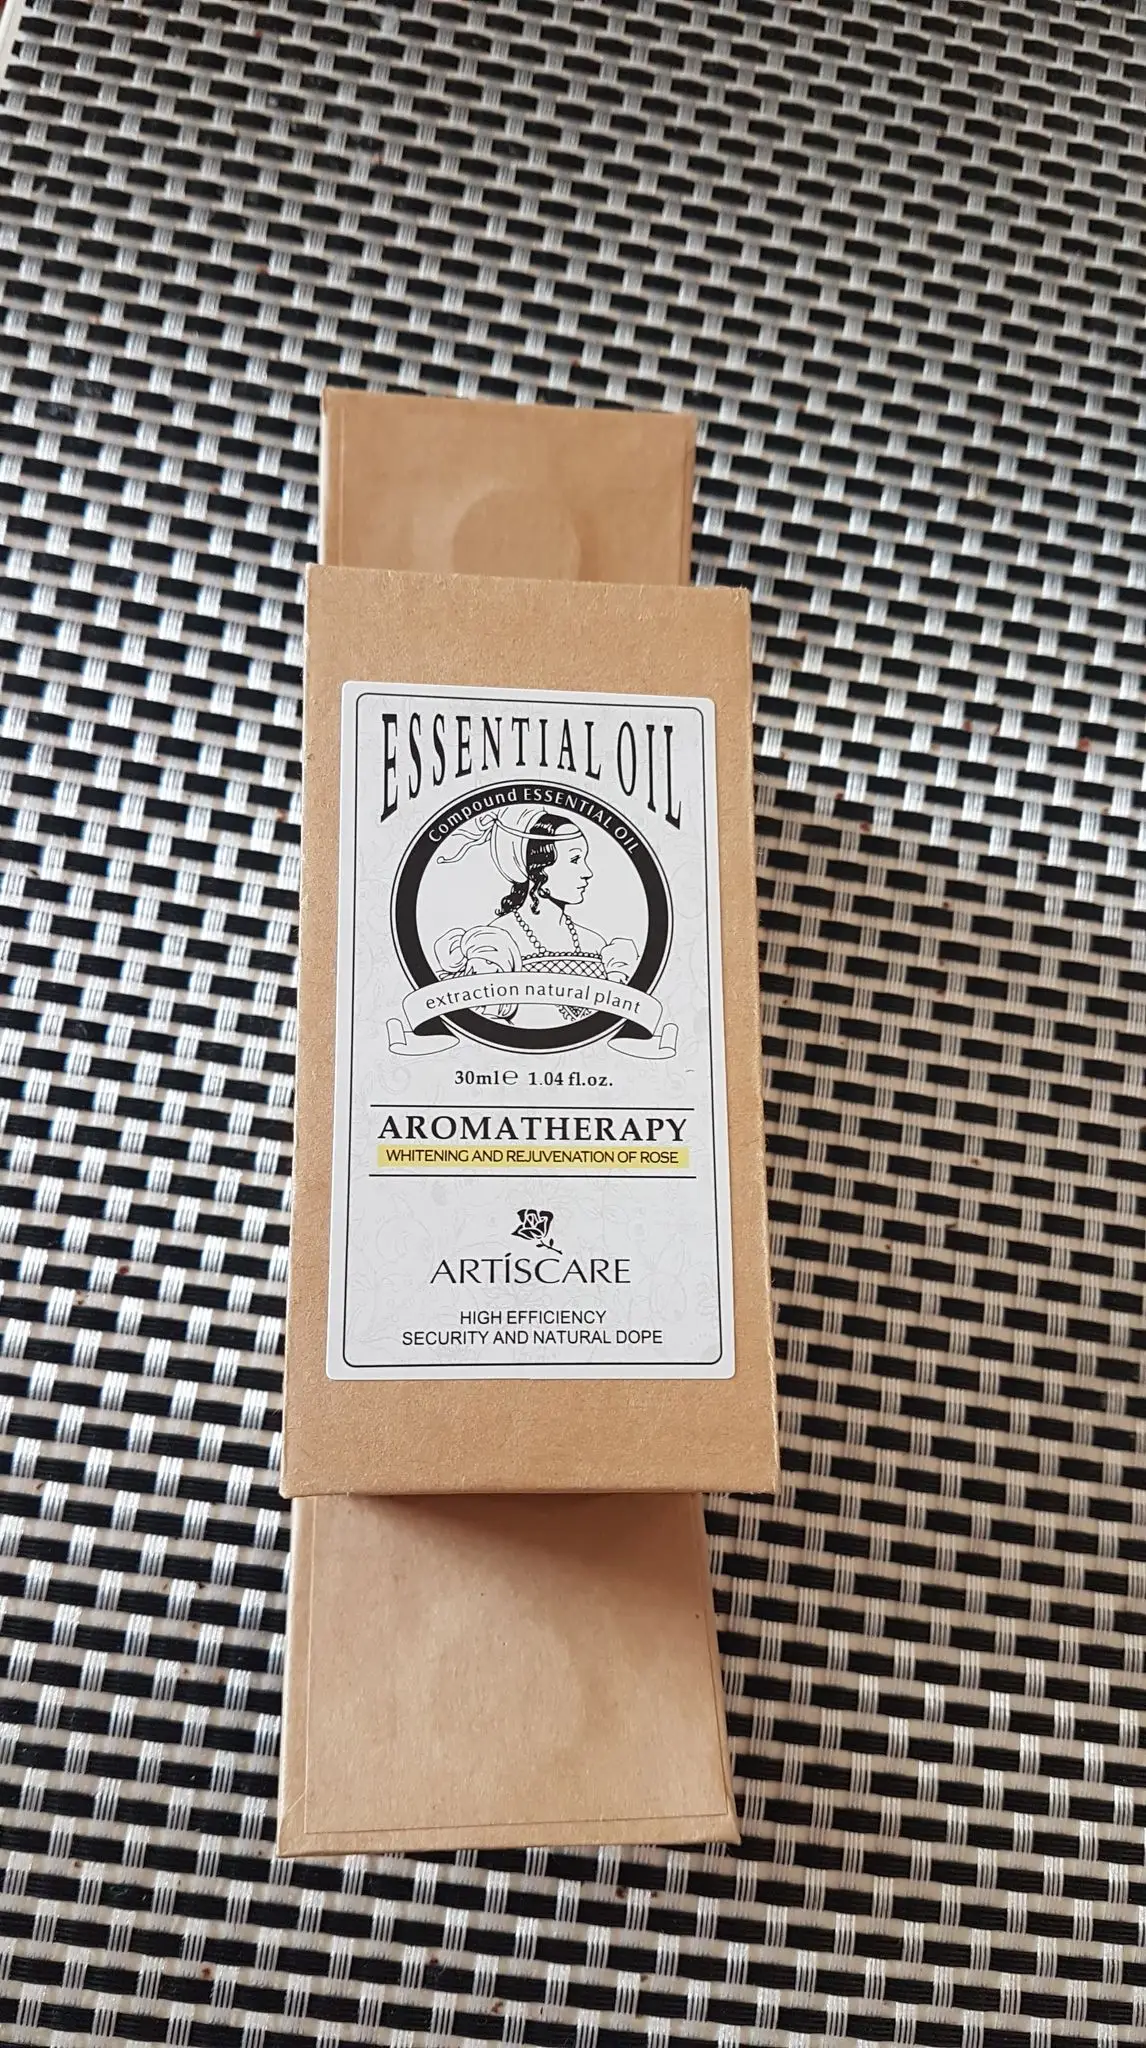 ESSENTIAL OIL
Compound ESSENTIAL OIL
extraction natural plant
30ml℮ 1.04 fl.oz.
AROMATHERAPY
WHITENING AND REJUVENATION OF ROSE
ARTÍSCARE
HIGH EFFICIENCY
SECURITY AND NATURAL DOPE